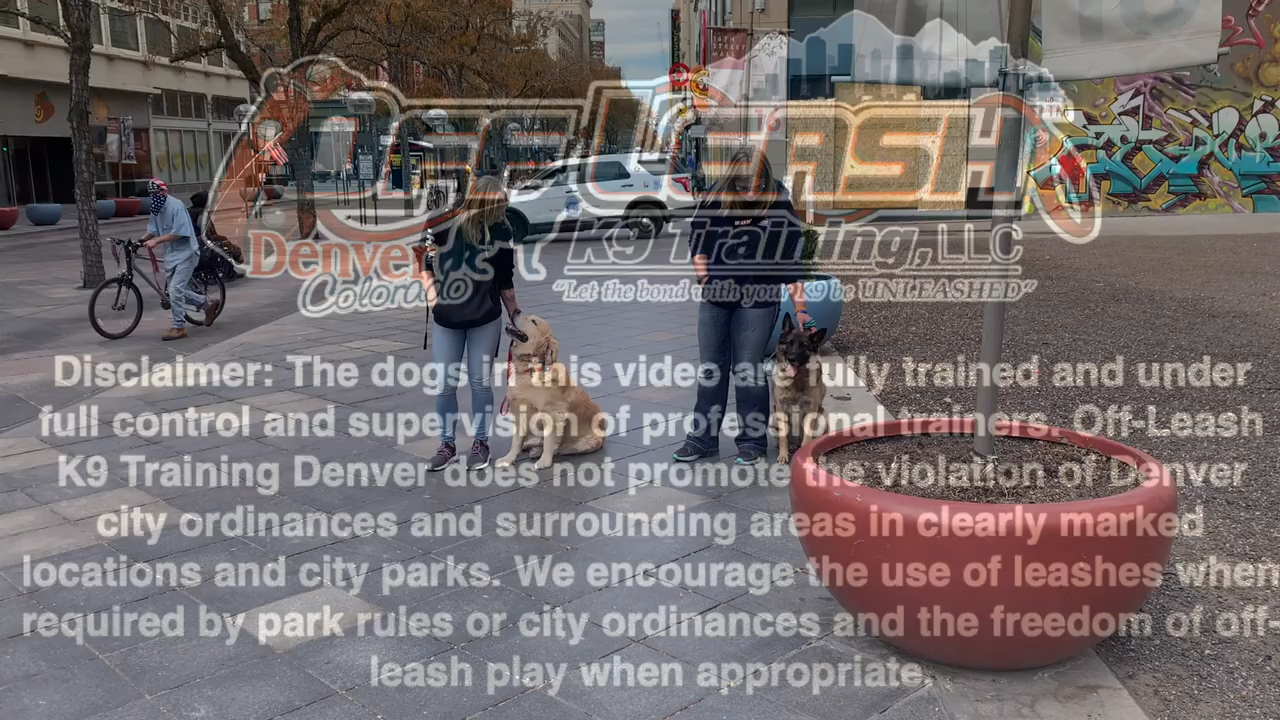 14TH STREET
MALL
OFF LEASH
Denver
Colorado
K9 Training, LLC
"Let the bond with your K9 be UNLEASHED"
Disclaimer: The dogs in this video are fully trained and under
full control and supervision of professional trainers. Off-Leash
K9 Training Denver does not promote the violation of Denver
city ordinances and surrounding areas in clearly marked
locations and city parks. We encourage the use of leashes when
required by park rules or city ordinances and the freedom of off-
leash play when appropriate.